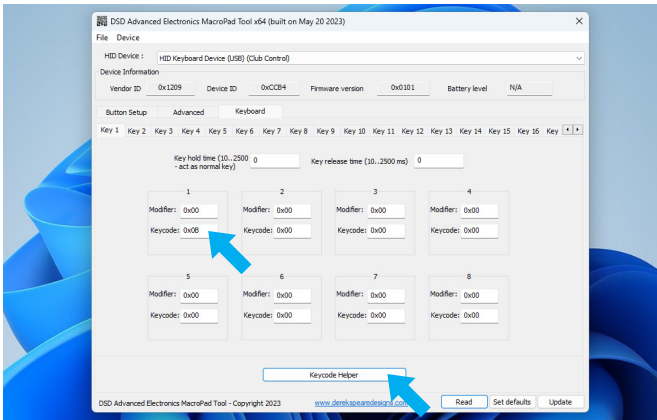 DSD Advanced Electronics MacroPad Tool x64 (built on May 20 2023)
File Device
HID Device : HID Keyboard Device (USB) (Club Control)
Device Information
Vendor ID 0x1209 Device ID 0xCCB4 Firmware version 0x0101 Battery level N/A
Button Setup Advanced Keyboard
Key 1 Key 2 Key 3 Key 4 Key 5 Key 6 Key 7 Key 8 Key 9 Key 10 Key 11 Key 12 Key 13 Key 14 Key 15 Key 16 Key
Key hold time (10..2500 0 Key release time (10..2500 ms) 0
- act as normal key)
1 2 3 4
Modifier: 0x00 Modifier: 0x00 Modifier: 0x00 Modifier: 0x00
Keycode: 0x0B Keycode: 0x00 Keycode: 0x00 Keycode: 0x00
5 6 7 8
Modifier: 0x00 Modifier: 0x00 Modifier: 0x00 Modifier: 0x00
Keycode: 0x00 Keycode: 0x00 Keycode: 0x00 Keycode: 0x00
Keycode Helper
DSD Advanced Electronics MacroPad Tool - Copyright 2023 www.derekspearedesigns.com Read Set defaults Update